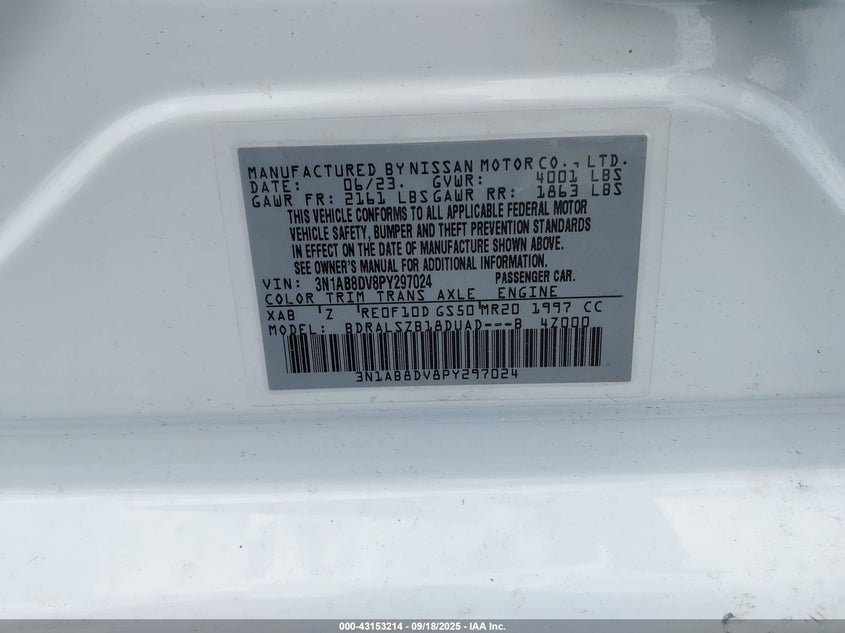 MANUFACTURED BY NISSAN MOTOR CO., LTD.
DATE: 06/23. GVWR: 4001 LBS
GAWR FR: 2161 LBS GAWR RR: 1863 LBS
THIS VEHICLE CONFORMS TO ALL APPLICABLE FEDERAL MOTOR
VEHICLE SAFETY, BUMPER AND THEFT PREVENTION STANDARDS
IN EFFECT ON THE DATE OF MANUFACTURE SHOWN ABOVE.
SEE OWNER'S MANUAL FOR ADDITIONAL INFORMATION.
VIN: 3N1AB8DV8PY297024 PASSENGER CAR.
COLOR TRIM TRANS AXLE ENGINE
XAB Z RE0F10D GS50 MR20 1997 CC
MODEL: BDRALSZB18DUAD---B 4Z000
3N1AB8DV8PY297024
000-43153214 - 09/18/2025 - IAA Inc.